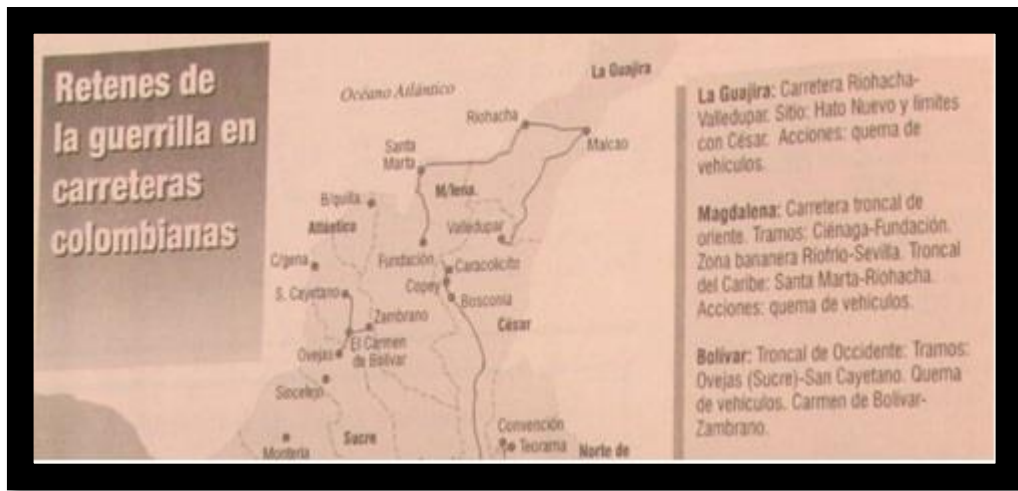 Retenes de
la guerrilla en
carreteras
colombianas
La Guajira
Océano Atlántico
Riohacha
Maicao
Santa
Marta
M/lena.
B/quilla.
Atlántico
Valledupar
C/gena
Fundación
Caracolicito
S. Cayetano
Copey
Bosconia
Zambrano
César
Ovejas
El Carmen
de Bolívar
Sincelejo
Convención
Sucre
Teorama
Norte de
Montería
La Guajira: Carretera Riohacha-
Valledupar. Sitio: Hato Nuevo y límites
con César. Acciones: quema de
vehículos.
Magdalena: Carretera troncal de
oriente. Tramos: Ciénaga-Fundación.
Zona bananera Riofrío-Sevilla. Troncal
del Caribe: Santa Marta-Riohacha.
Acciones: quema de vehículos.
Bolívar: Troncal de Occidente: Tramos:
Ovejas (Sucre)-San Cayetano. Quema
de vehículos. Carmen de Bolívar-
Zambrano.